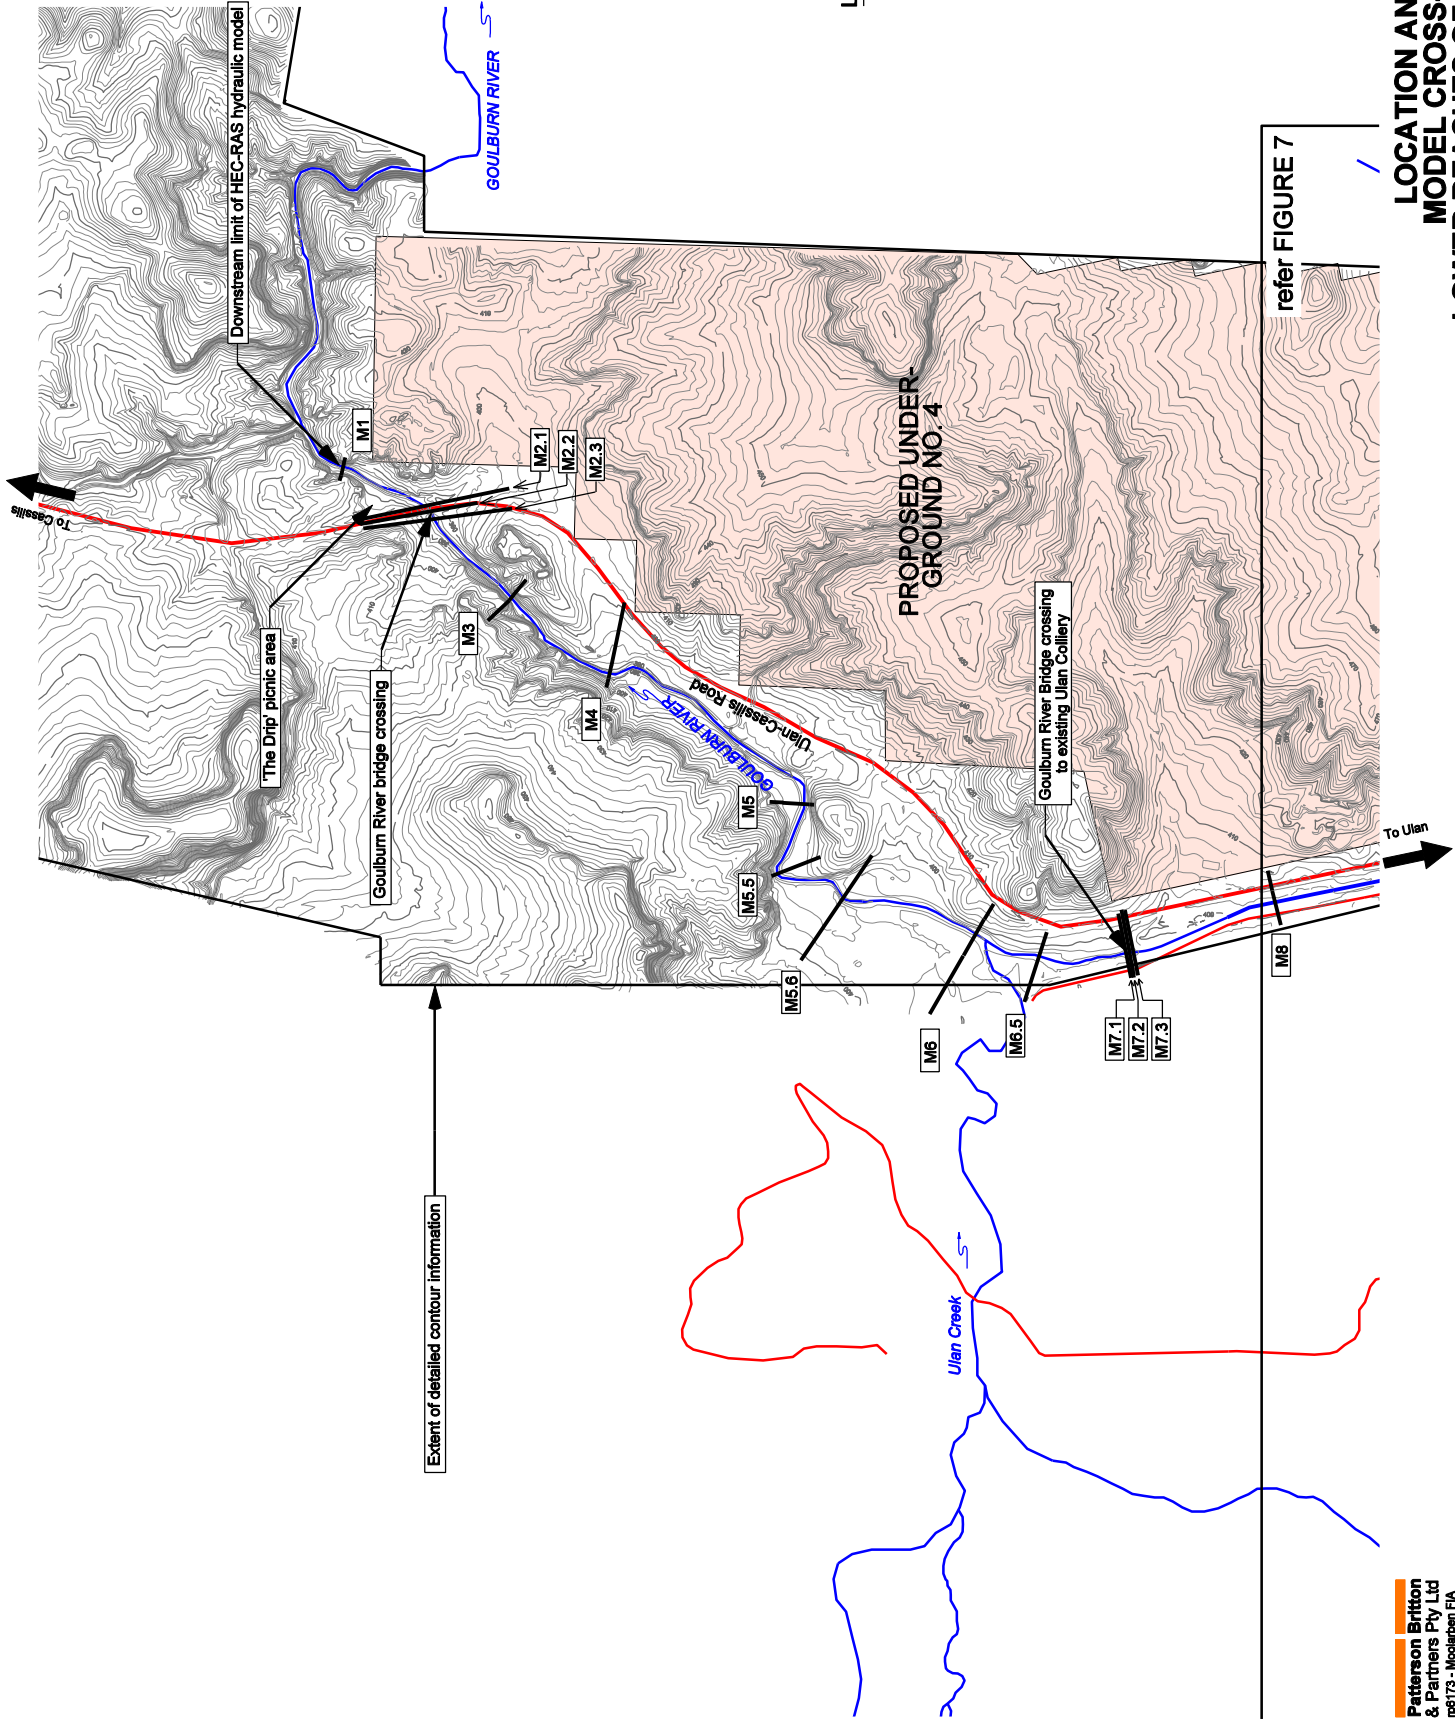 To Cassilis
Downstream limit of HEC-RAS hydraulic model
GOULBURN RIVER
M1
M2.1
M2.2
M2.3
'The Drip' picnic area
Goulburn River bridge crossing
M3
M4
GOULBURN RIVER
Ulan-Cassilis Road
PROPOSED UNDER-
GROUND NO. 4
M5
M5.5
M5.6
M6
M6.5
Goulburn River Bridge crossing
to existing Ulan Colliery
M7.1
M7.2
M7.3
M8
To Ulan
refer FIGURE 7
Extent of detailed contour information
Ulan Creek
LOCATION AN
MODEL CROSS-
Patterson Britton
& Partners Pty Ltd
rp6173 - Moolarben FIA